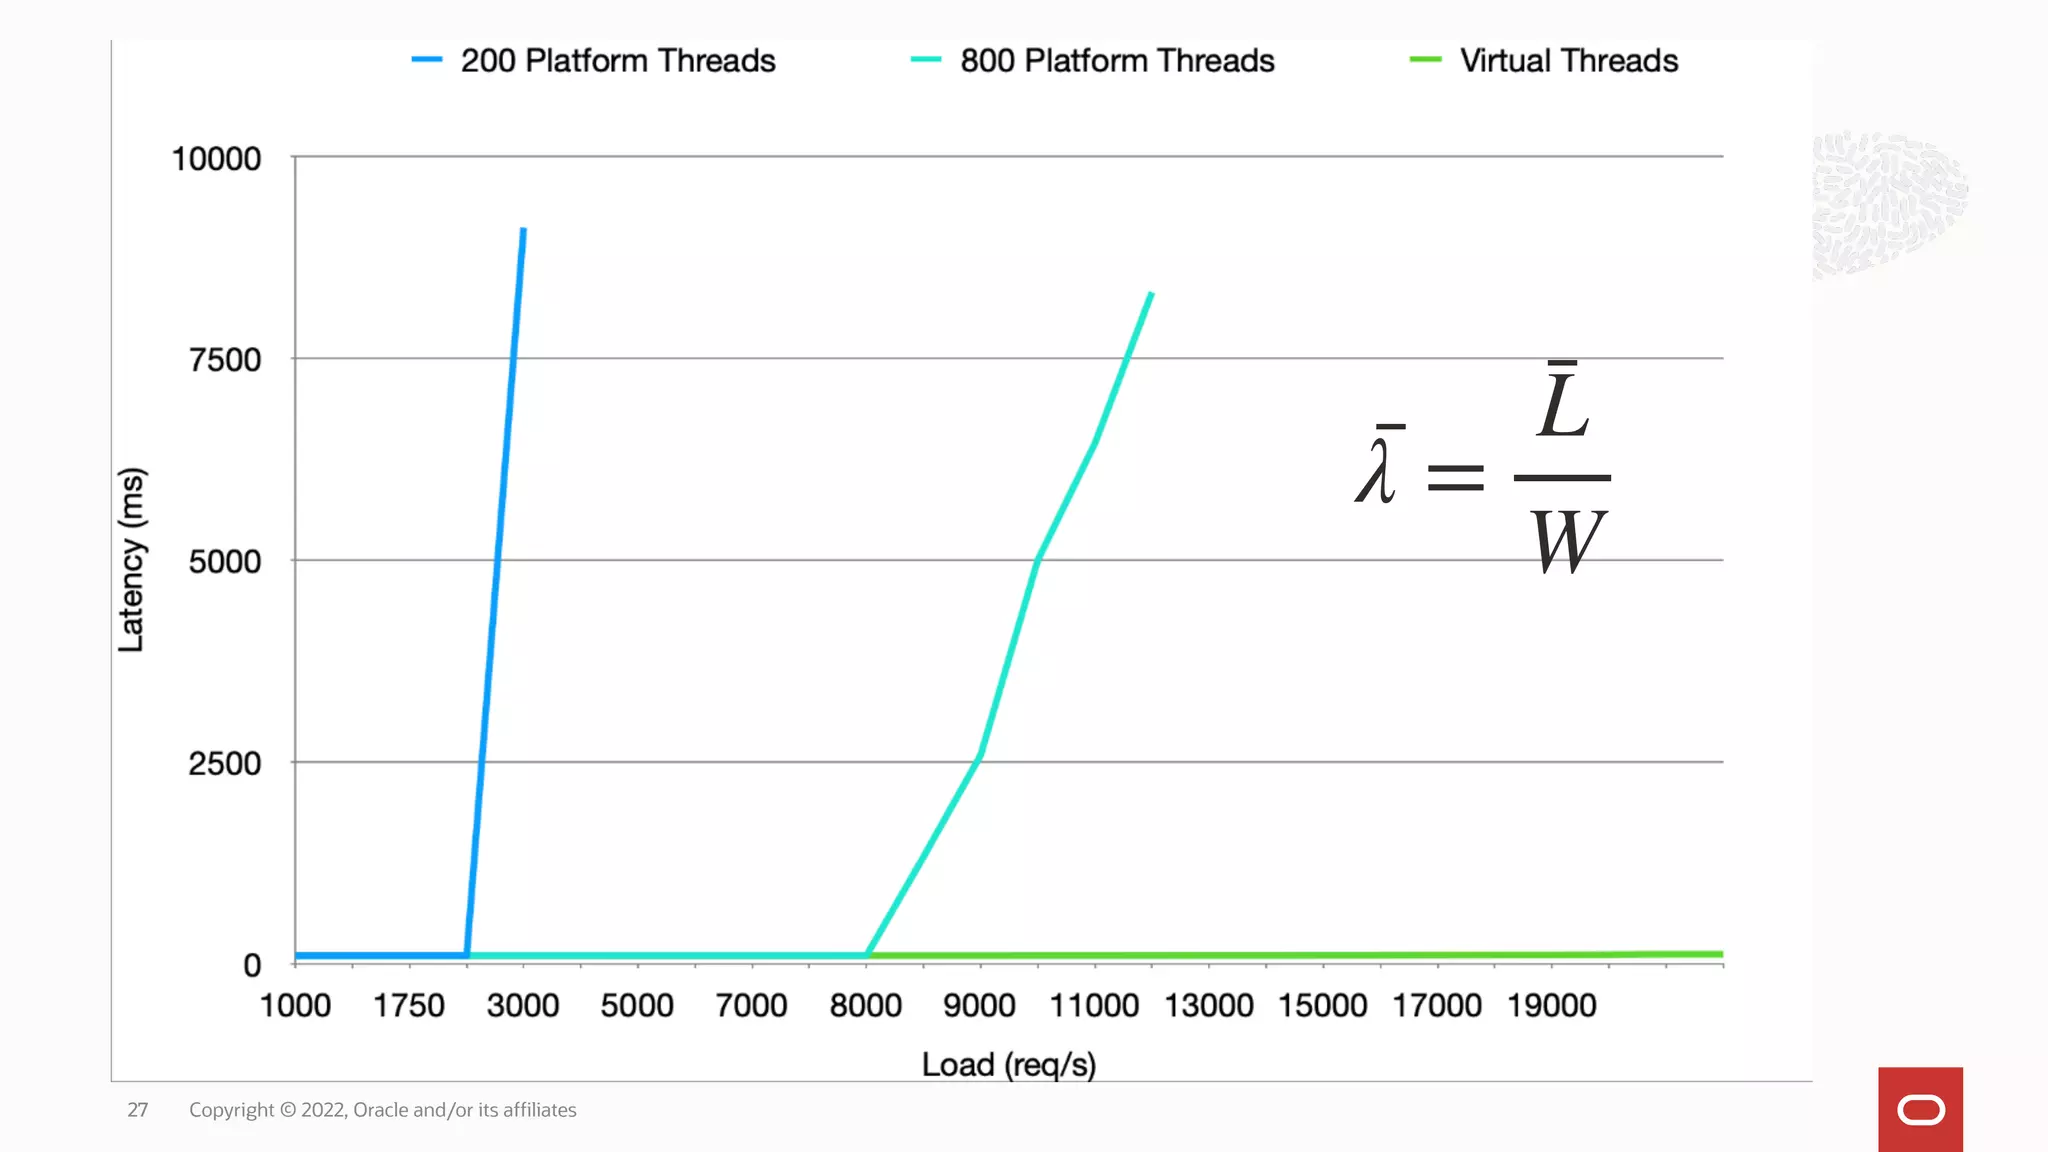 200 Platform Threads 800 Platform Threads Virtual Threads
10000
7500
5000
2500
0
Latency (ms)
λ̄ = L̄ / W
1000 1750 3000 5000 7000 8000 9000 11000 13000 15000 17000 19000
Load (req/s)
27 Copyright © 2022, Oracle and/or its affiliates